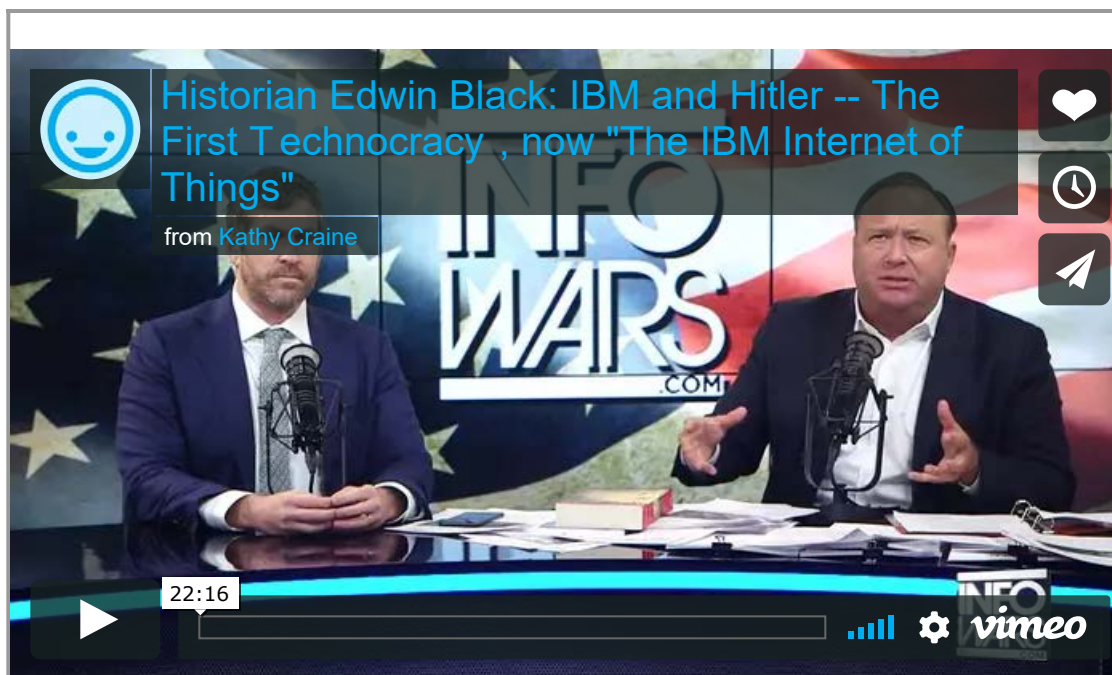 Historian Edwin Black: IBM and Hitler -- The
First Technocracy , now "The IBM Internet of
Things"
from Kathy Craine
INFO
WARS
.COM
22:16
INFO
WARS
.COM
vimeo